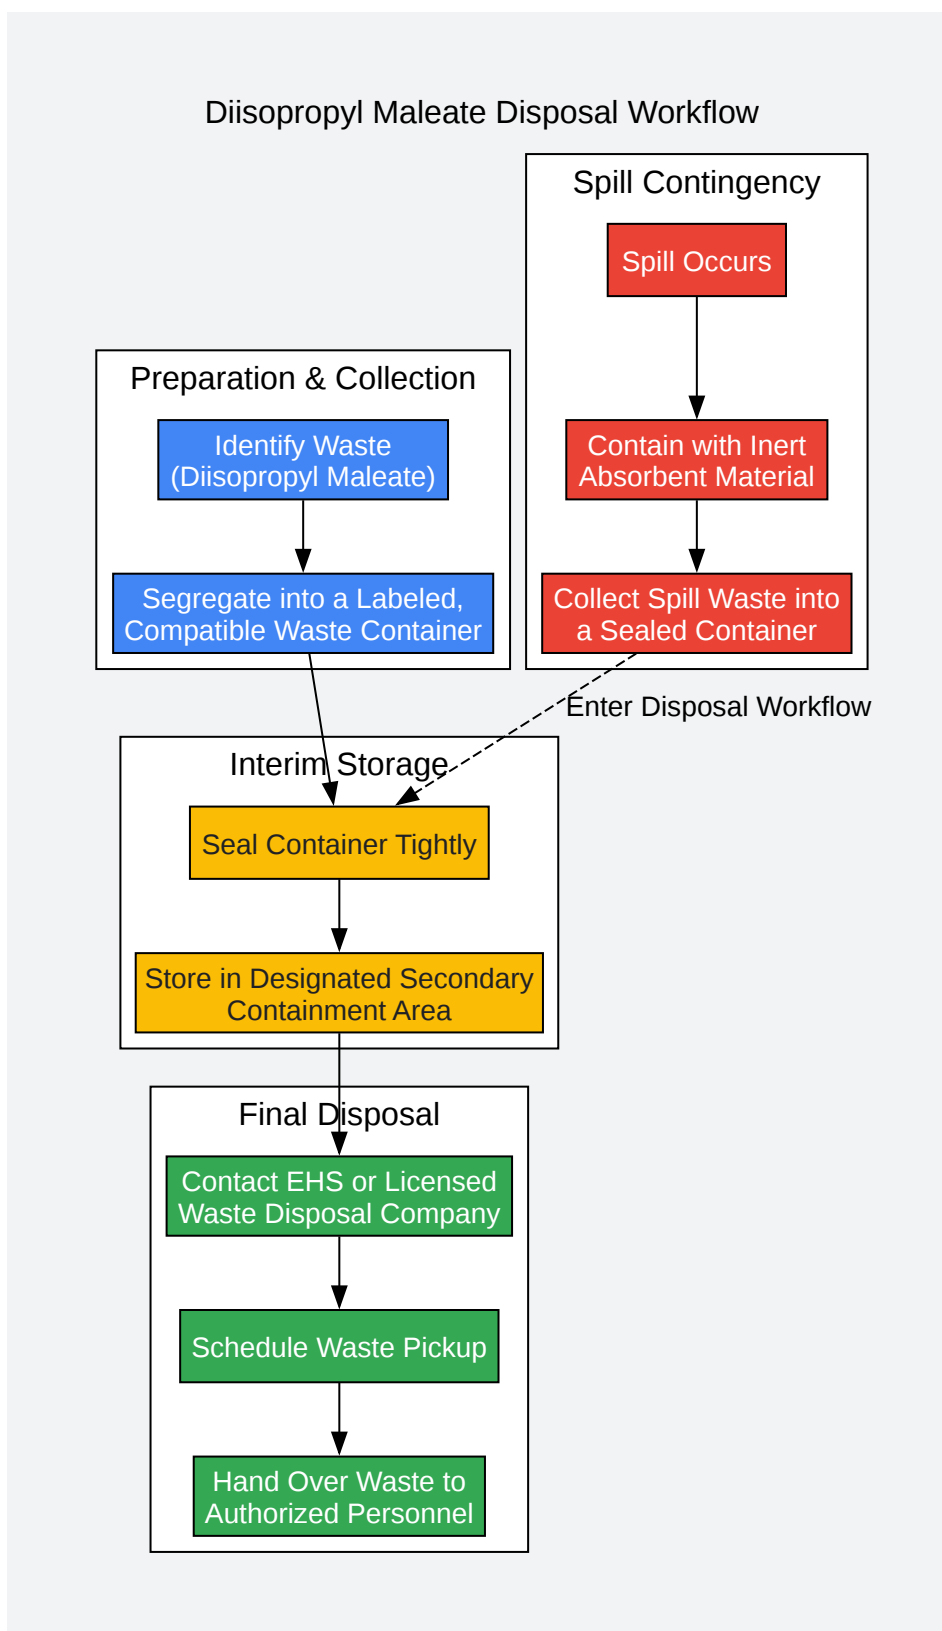 Diisopropyl Maleate Disposal Workflow
Spill Contingency
Spill Occurs
Contain with Inert
Absorbent Material
Collect Spill Waste into
a Sealed Container
Preparation & Collection
Identify Waste
(Diisopropyl Maleate)
Segregate into a Labeled,
Compatible Waste Container
Enter Disposal Workflow
Interim Storage
Seal Container Tightly
Store in Designated Secondary
Containment Area
Final Disposal
Contact EHS or Licensed
Waste Disposal Company
Schedule Waste Pickup
Hand Over Waste to
Authorized Personnel